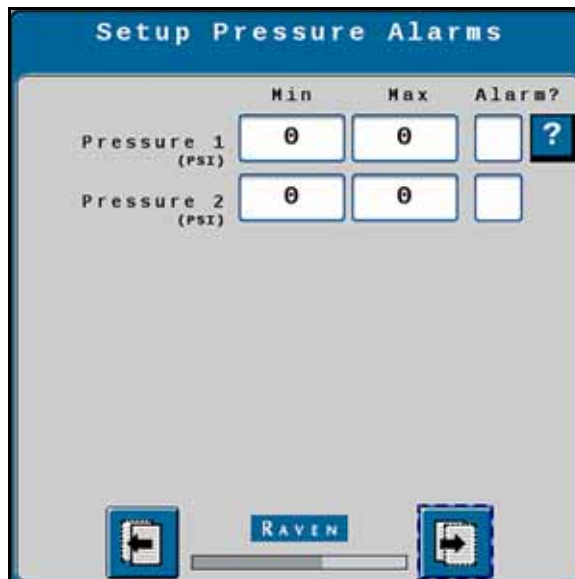 Setup Pressure Alarms
Min Max Alarm?
Pressure 1 0 0 ?
(PSI)
Pressure 2 0 0
(PSI)
RAVEN